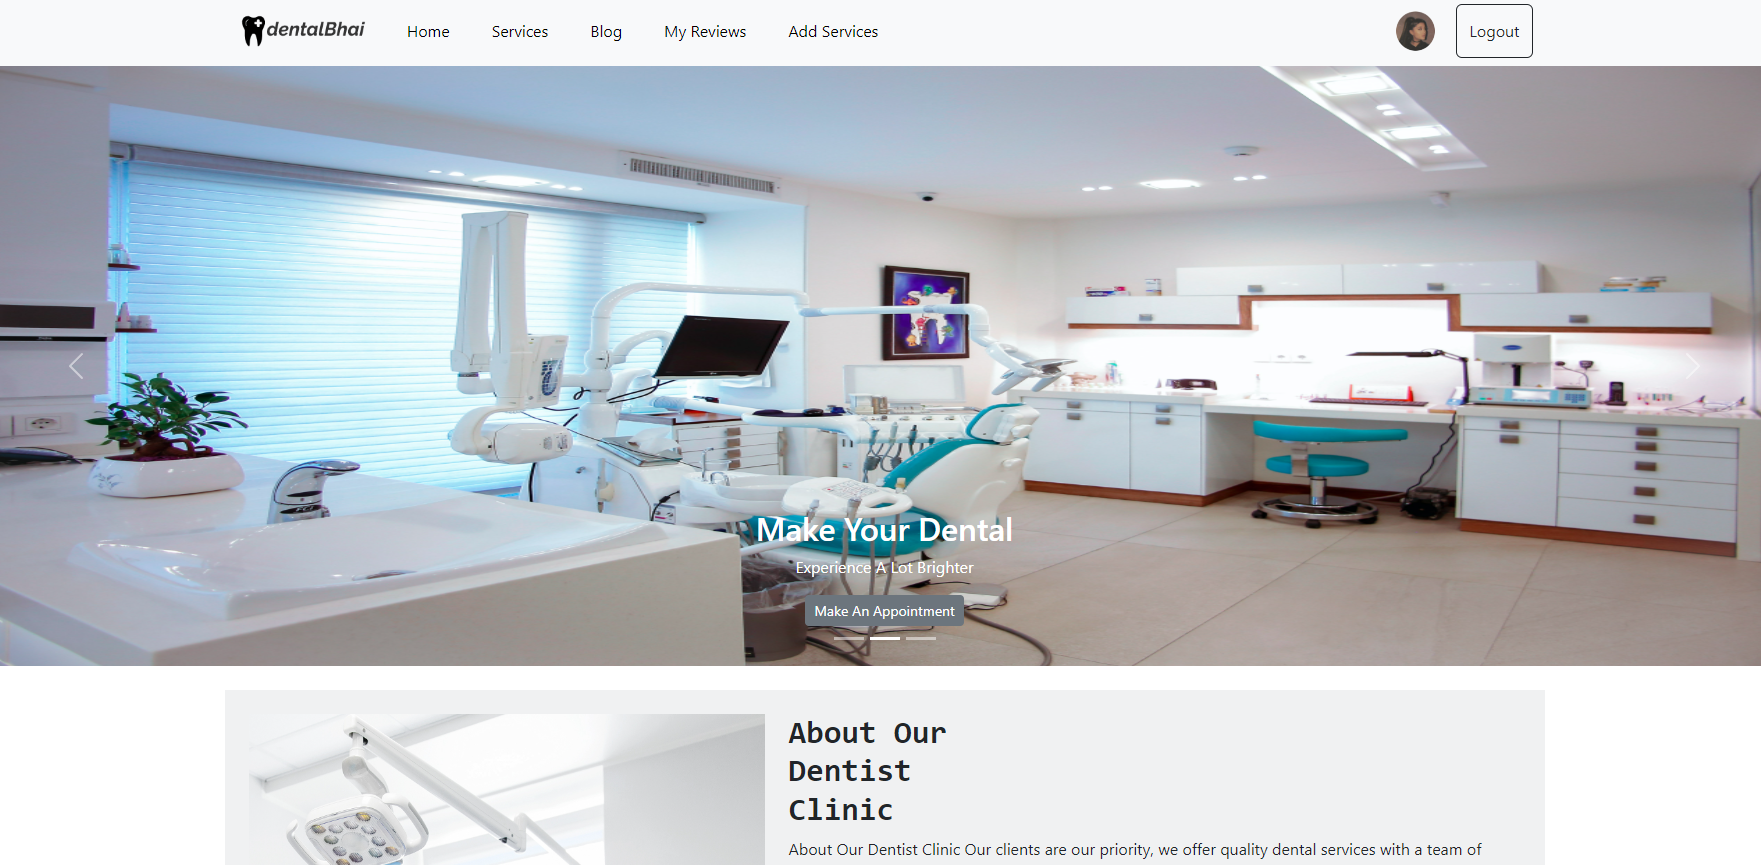 dentalBhai
Home
Services
Blog
My Reviews
Add Services
Logout
Make Your Dental
Experience A Lot Brighter
Make An Appointment
About Our
Dentist
Clinic
About Our Dentist Clinic Our clients are our priority, we offer quality dental services with a team of